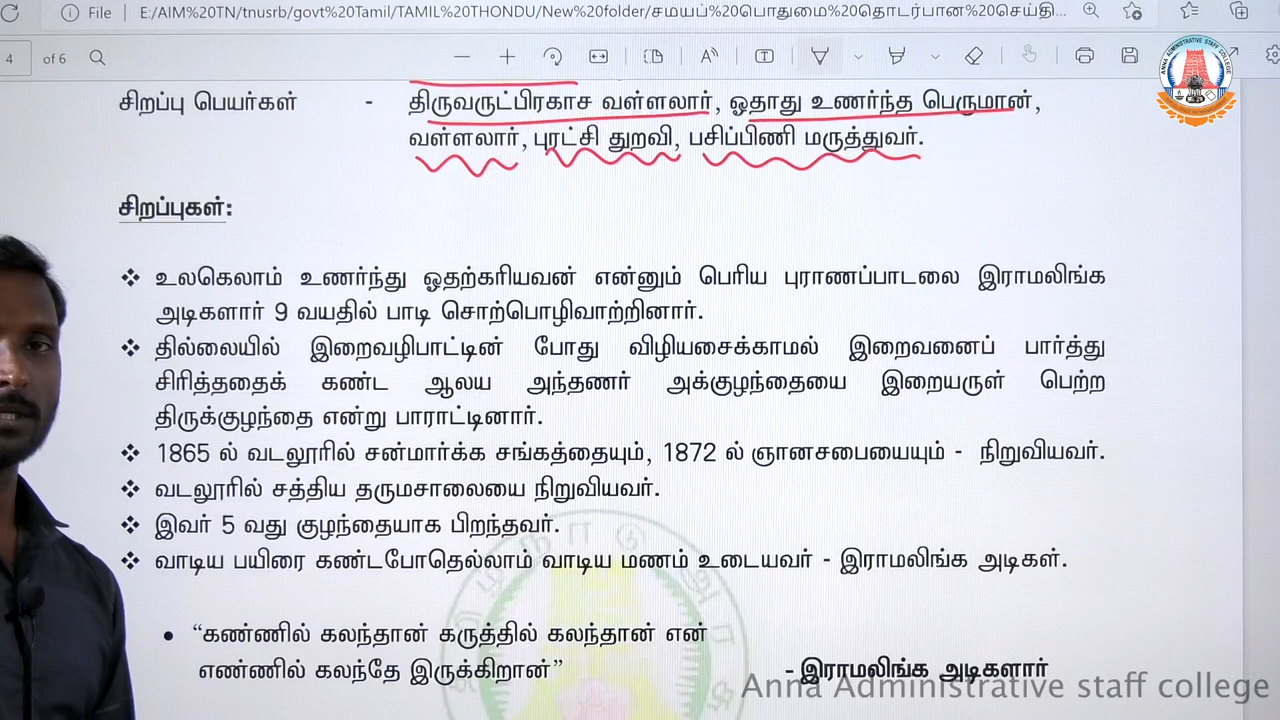 File
E:/AIM%20TN/tnusrb/govt%20Tamil/TAMIL%20THONDU/New%20folder/சமயப்%20பொதுமை%20தொடர்பான%20செய்தி...
4 of 6
சிறப்பு பெயர்கள் - திருவருட்பிரகாச வள்ளலார், ஓதாது உணர்ந்த பெருமான்,
வள்ளலார், புரட்சி துறவி, பசிப்பிணி மருத்துவர்.
சிறப்புகள்:
❖ உலகெலாம் உணர்ந்து ஓதற்கரியவன் என்னும் பெரிய புராணப்பாடலை இராமலிங்க
அடிகளார் 9 வயதில் பாடி சொற்பொழிவாற்றினார்.
❖ தில்லையில் இறைவழிபாட்டின் போது விழியசைக்காமல் இறைவனைப் பார்த்து
சிரித்ததைக் கண்ட ஆலய அந்தணர் அக்குழந்தையை இறையருள் பெற்ற
திருக்குழந்தை என்று பாராட்டினார்.
❖ 1865 ல் வடலூரில் சன்மார்க்க சங்கத்தையும், 1872 ல் ஞானசபையையும் - நிறுவியவர்.
❖ வடலூரில் சத்திய தருமசாலையை நிறுவியவர்.
❖ இவர் 5 வது குழந்தையாக பிறந்தவர்.
❖ வாடிய பயிரை கண்டபோதெல்லாம் வாடிய மணம் உடையவர் - இராமலிங்க அடிகள்.
• “கண்ணில் கலந்தான் கருத்தில் கலந்தான் என்
எண்ணில் கலந்தே இருக்கிறான்” - இராமலிங்க அடிகளார்
Anna Administrative staff college